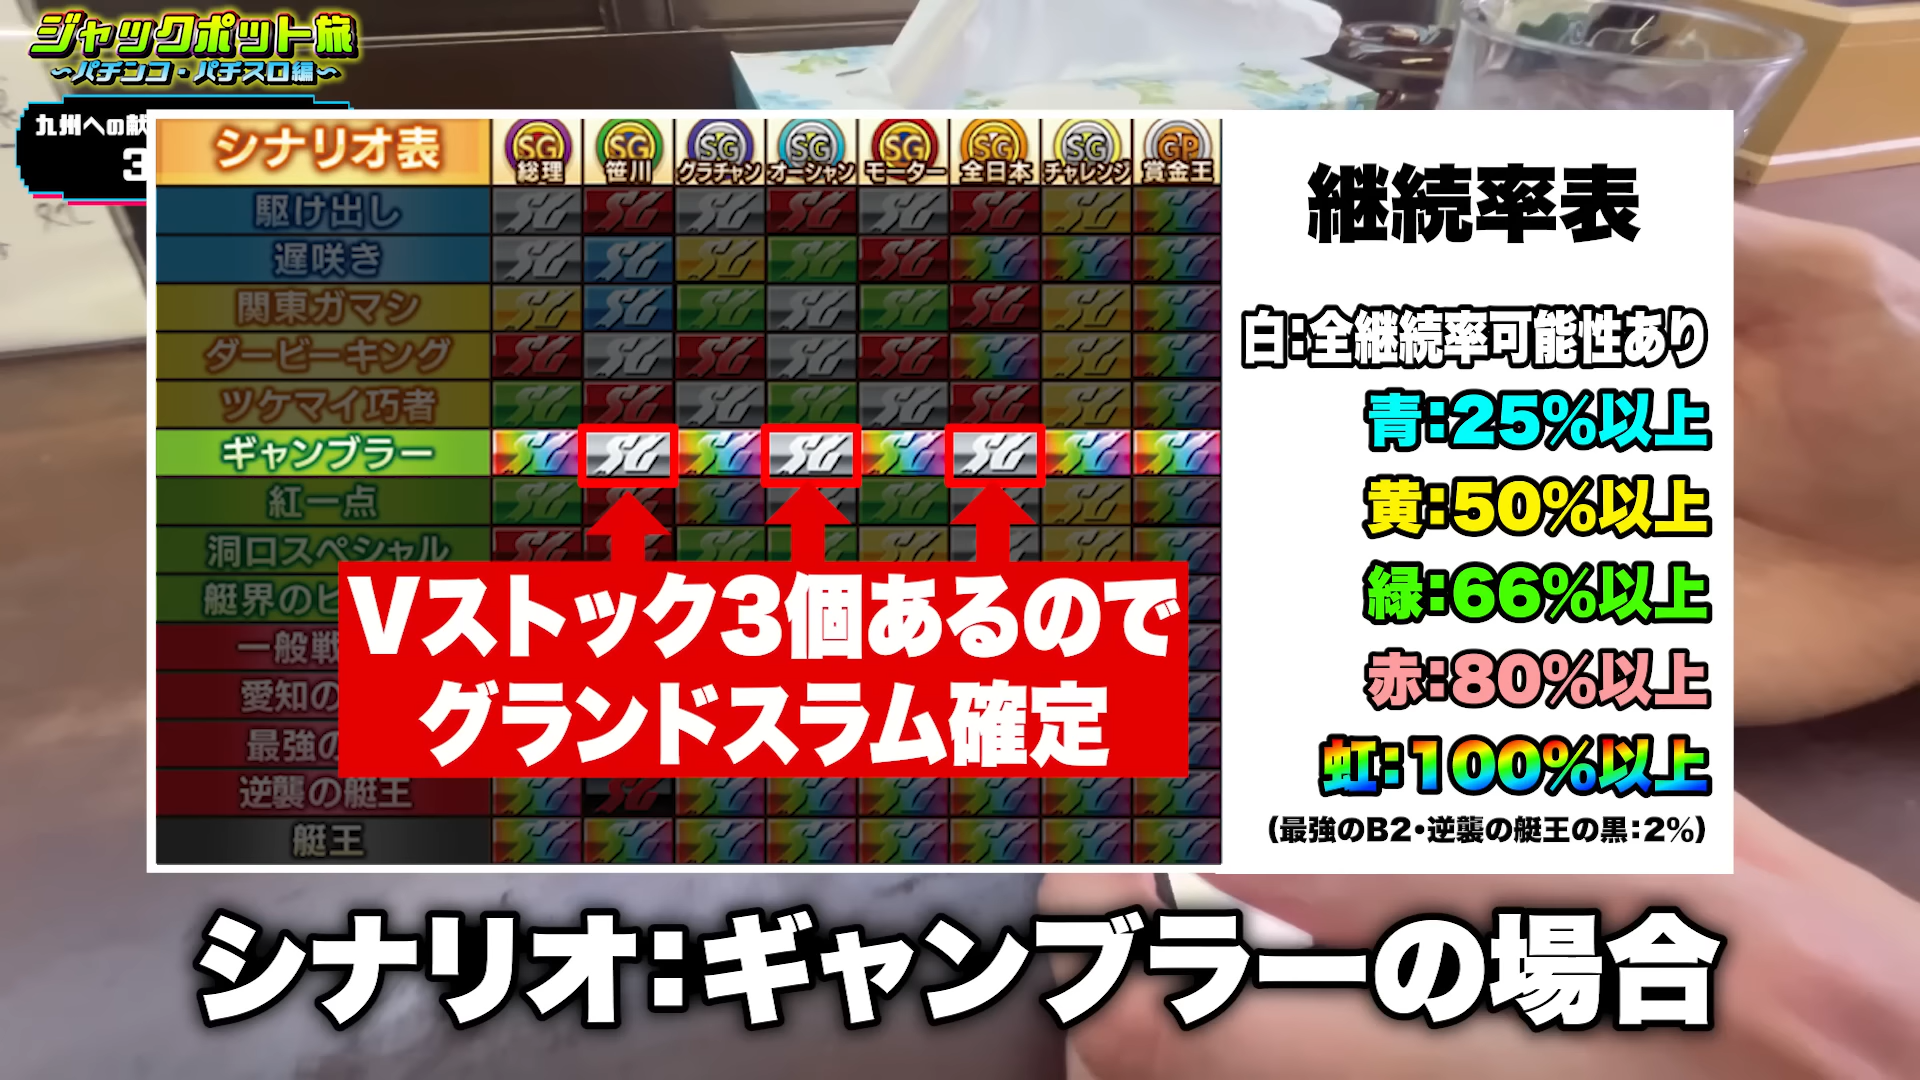 ジャックポット旅
～パチンコ・パチスロ編～
九州への献
3
シナリオ表
SG 総理
SG 笹川
SG グラチャン
SG オーシャン
SG モーター
SG 全日本
SG チャレンジ
GP 賞金王
駆け出し
遅咲き
関東ガマシ
ダービーキング
ツケマイ巧者
ギャンブラー
紅一点
洞口スペシャル
艇界のヒ
一般戦
愛知の
最強の
逆襲の艇王
艇王
Vストック3個あるので
グランドスラム確定
継続率表
白：全継続率可能性あり
青：25%以上
黄：50%以上
緑：66%以上
赤：80%以上
虹：100%以上
（最強のB2・逆襲の艇王の黒：2%）
シナリオ：ギャンブラーの場合